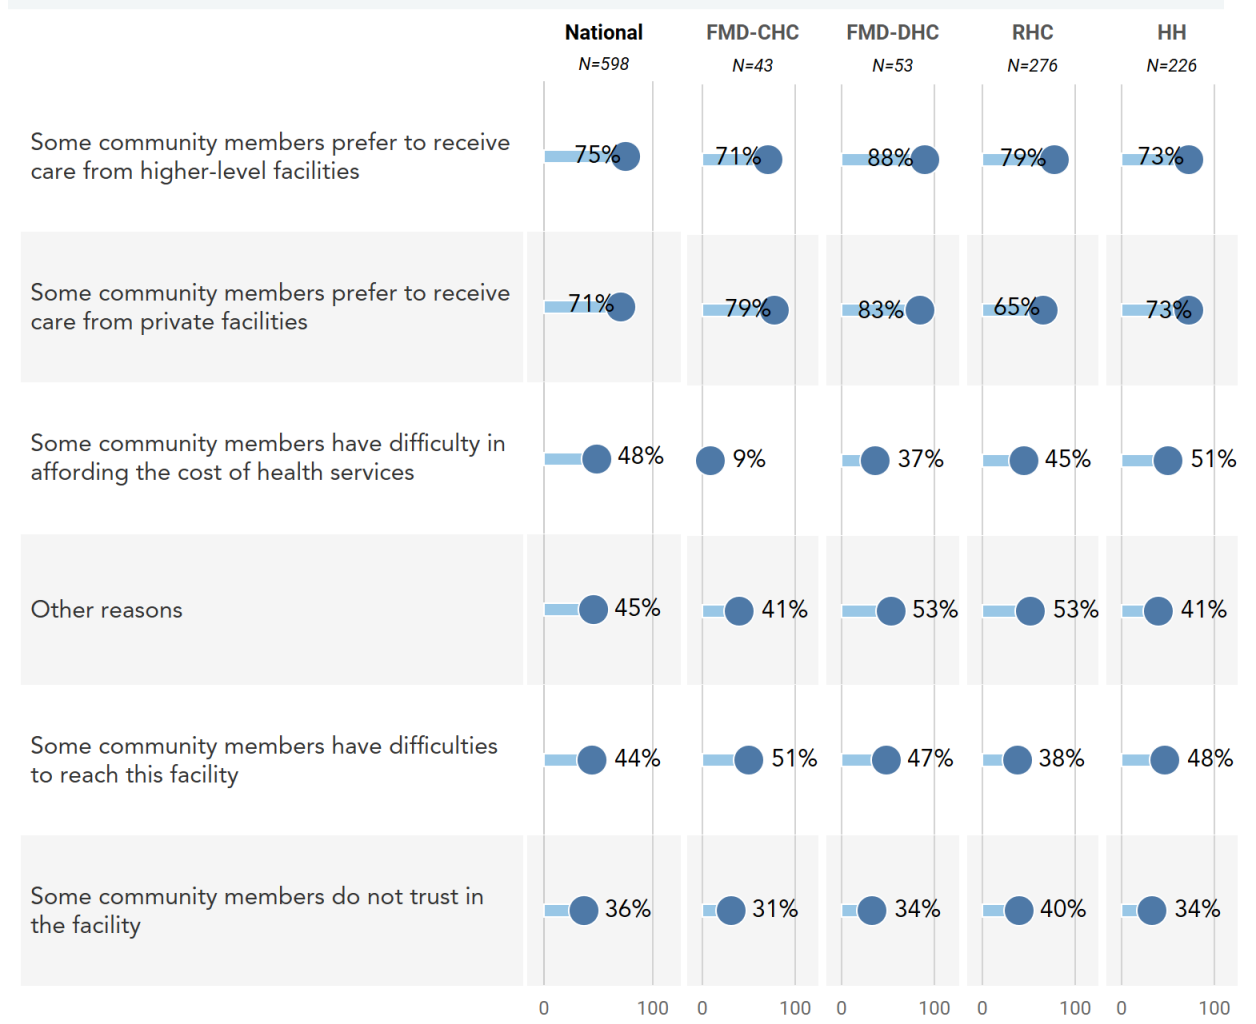 National FMD-CHC FMD-DHC RHC HH
N=598 N=43 N=53 N=276 N=226
Some community members prefer to receive
care from higher-level facilities
75% 71% 88% 79% 73%
Some community members prefer to receive
care from private facilities
71% 79% 83% 65% 73%
Some community members have difficulty in
affording the cost of health services
48% 9% 37% 45% 51%
Other reasons
45% 41% 53% 53% 41%
Some community members have difficulties
to reach this facility
44% 51% 47% 38% 48%
Some community members do not trust in
the facility
36% 31% 34% 40% 34%
0 100 0 100 0 100 0 100 0 100